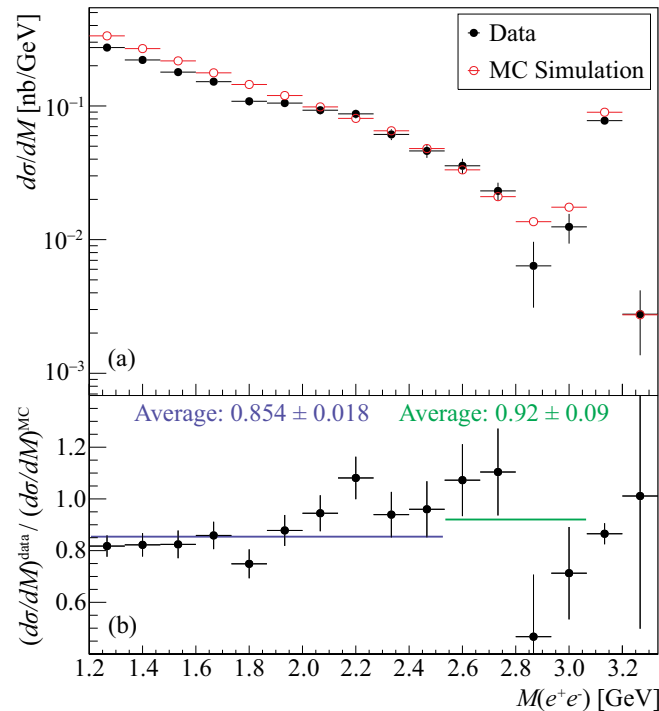 Data
MC Simulation
dσ/dM [nb/GeV]
10⁻¹
10⁻²
10⁻³
(a)
Average: 0.854 ± 0.018 Average: 0.92 ± 0.09
(dσ/dM)ᵈᵃᵗᵃ / (dσ/dM)ᴹᶜ
1.2
1.0
0.8
0.6
(b)
1.2 1.4 1.6 1.8 2.0 2.2 2.4 2.6 2.8 3.0 3.2
M(e⁺e⁻) [GeV]